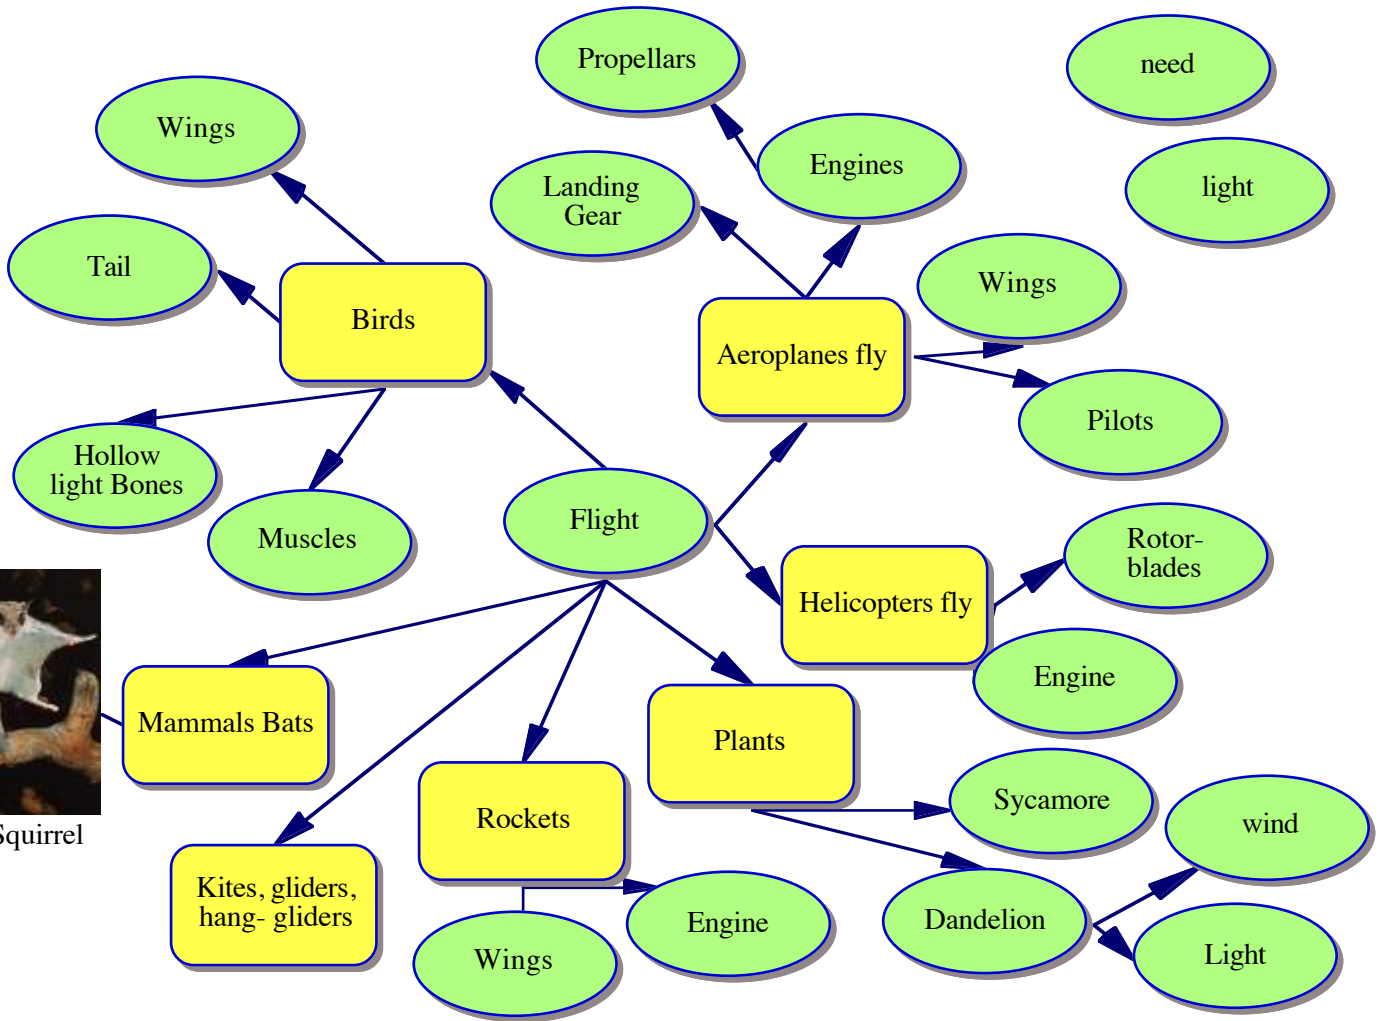 Propellars
need
Wings
Engines
Landing
Gear
light
Tail
Wings
Birds
Aeroplanes fly
Pilots
Hollow
light Bones
Muscles
Flight
Rotor-
blades
Helicopters fly
Engine
Mammals Bats
Plants
Squirrel
Rockets
Sycamore
wind
Kites, gliders,
hang- gliders
Engine
Wings
Dandelion
Light